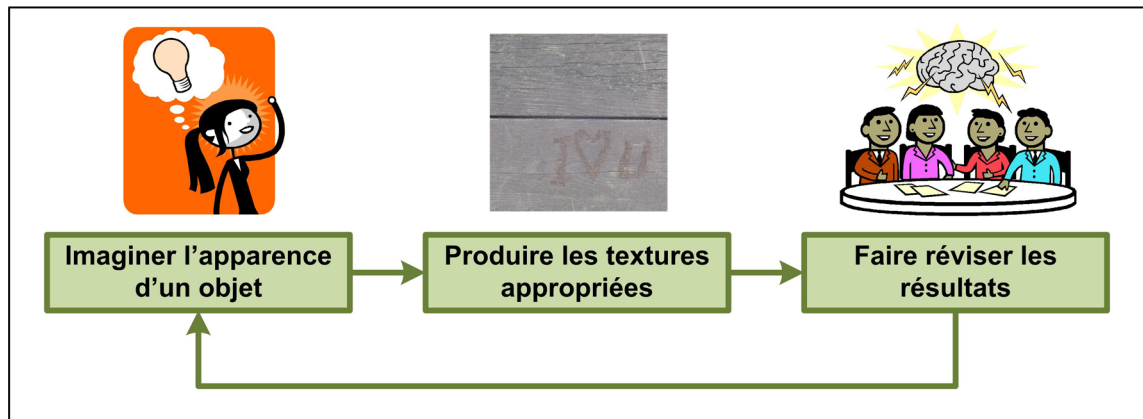 I♡U
Imaginer l’apparence
d’un objet
Produire les textures
appropriées
Faire réviser les
résultats